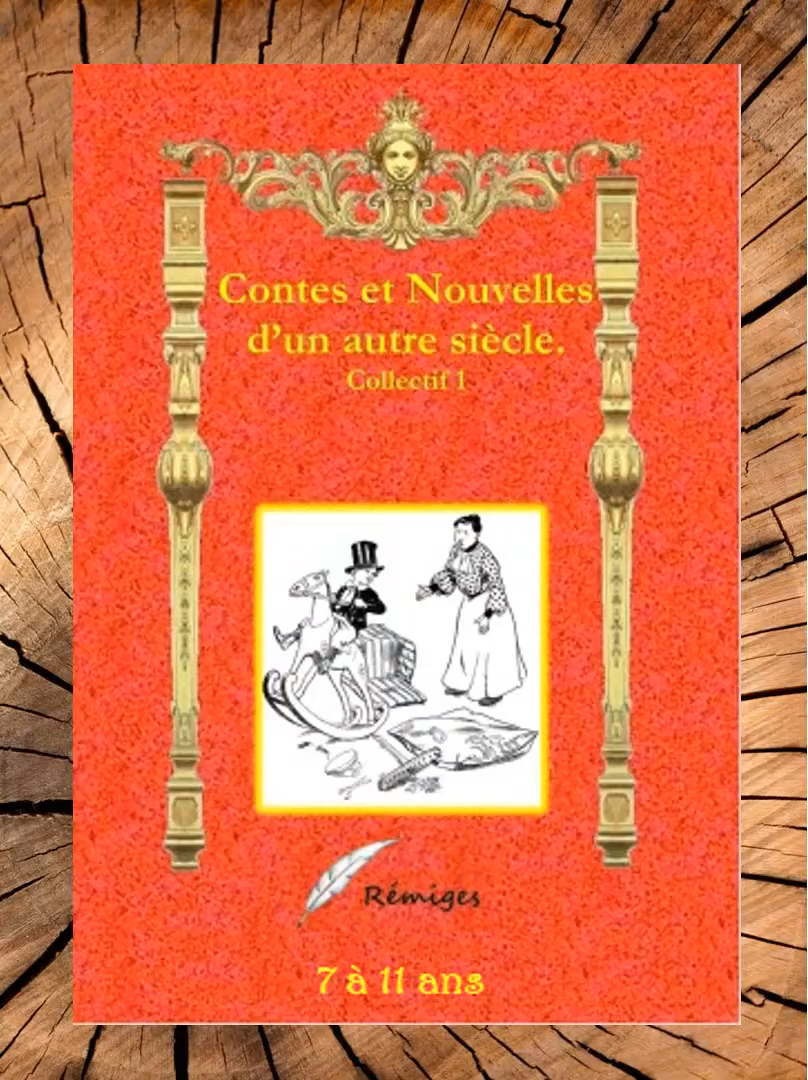 Contes et Nouvelles
d'un autre siècle.
Collectif 1
Rémiges
7 à 11 ans